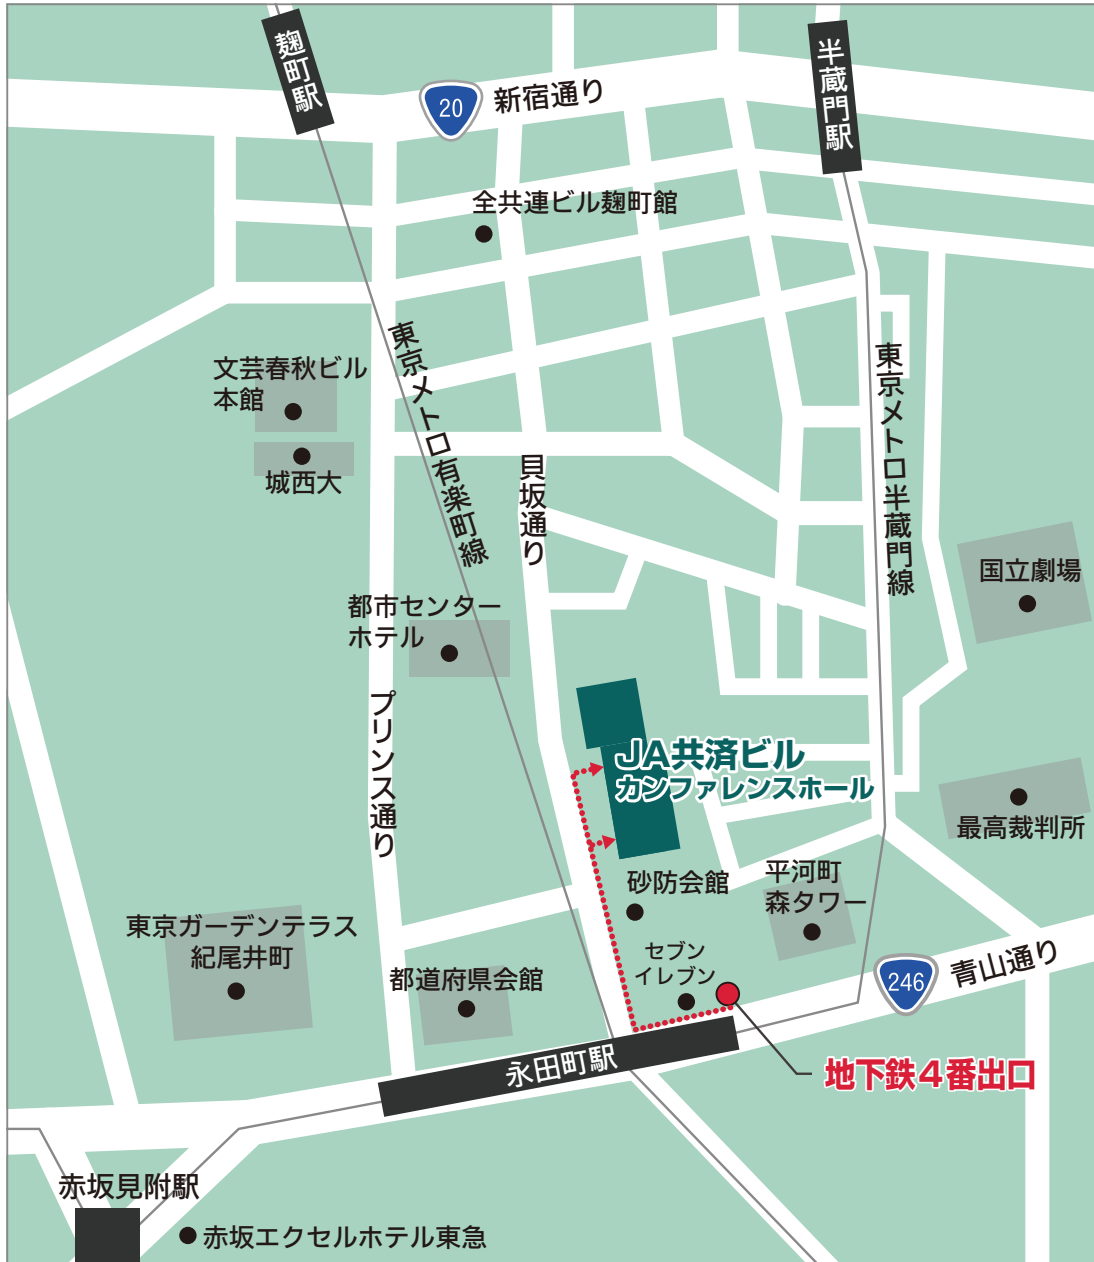 麹町駅
半蔵門駅
20
新宿通り
全共連ビル麹町館
東京メトロ有楽町線
東京メトロ半蔵門線
文芸春秋ビル
本館
城西大
貝坂通り
国立劇場
都市センター
ホテル
プリンス通り
JA共済ビル
カンファレンスホール
最高裁判所
砂防会館
平河町
森タワー
東京ガーデンテラス
紀尾井町
セブン
イレブン
都道府県会館
246
青山通り
永田町駅
地下鉄4番出口
赤坂見附駅
赤坂エクセルホテル東急